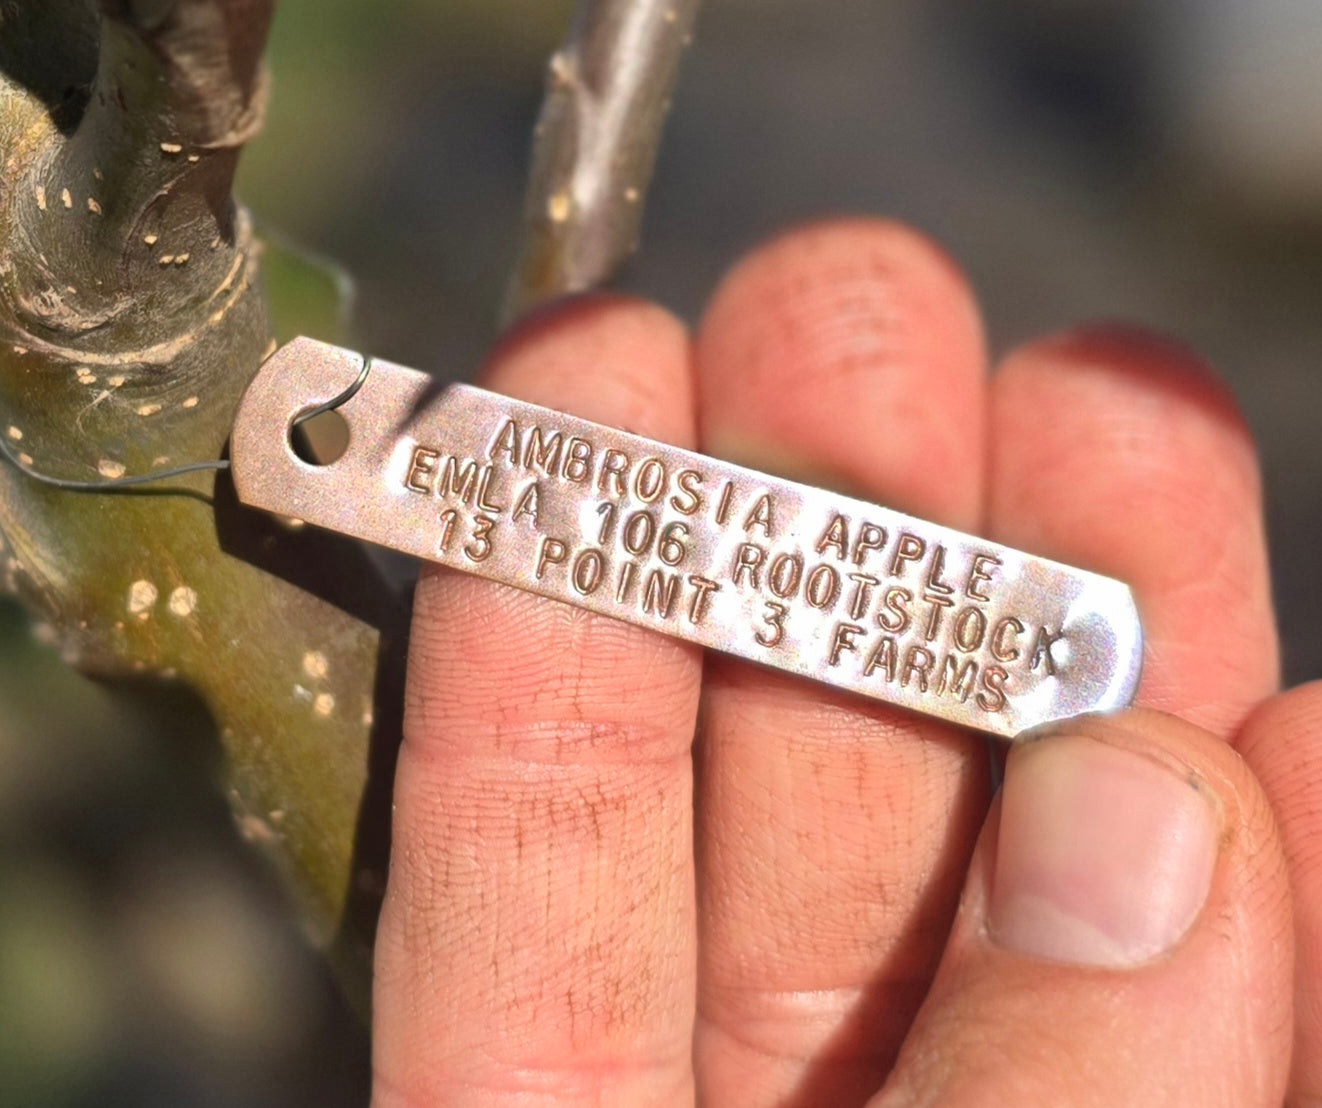 AMBROSIA APPLE
EMLA 106 ROOTSTOCK
13 POINT 3 FARMS